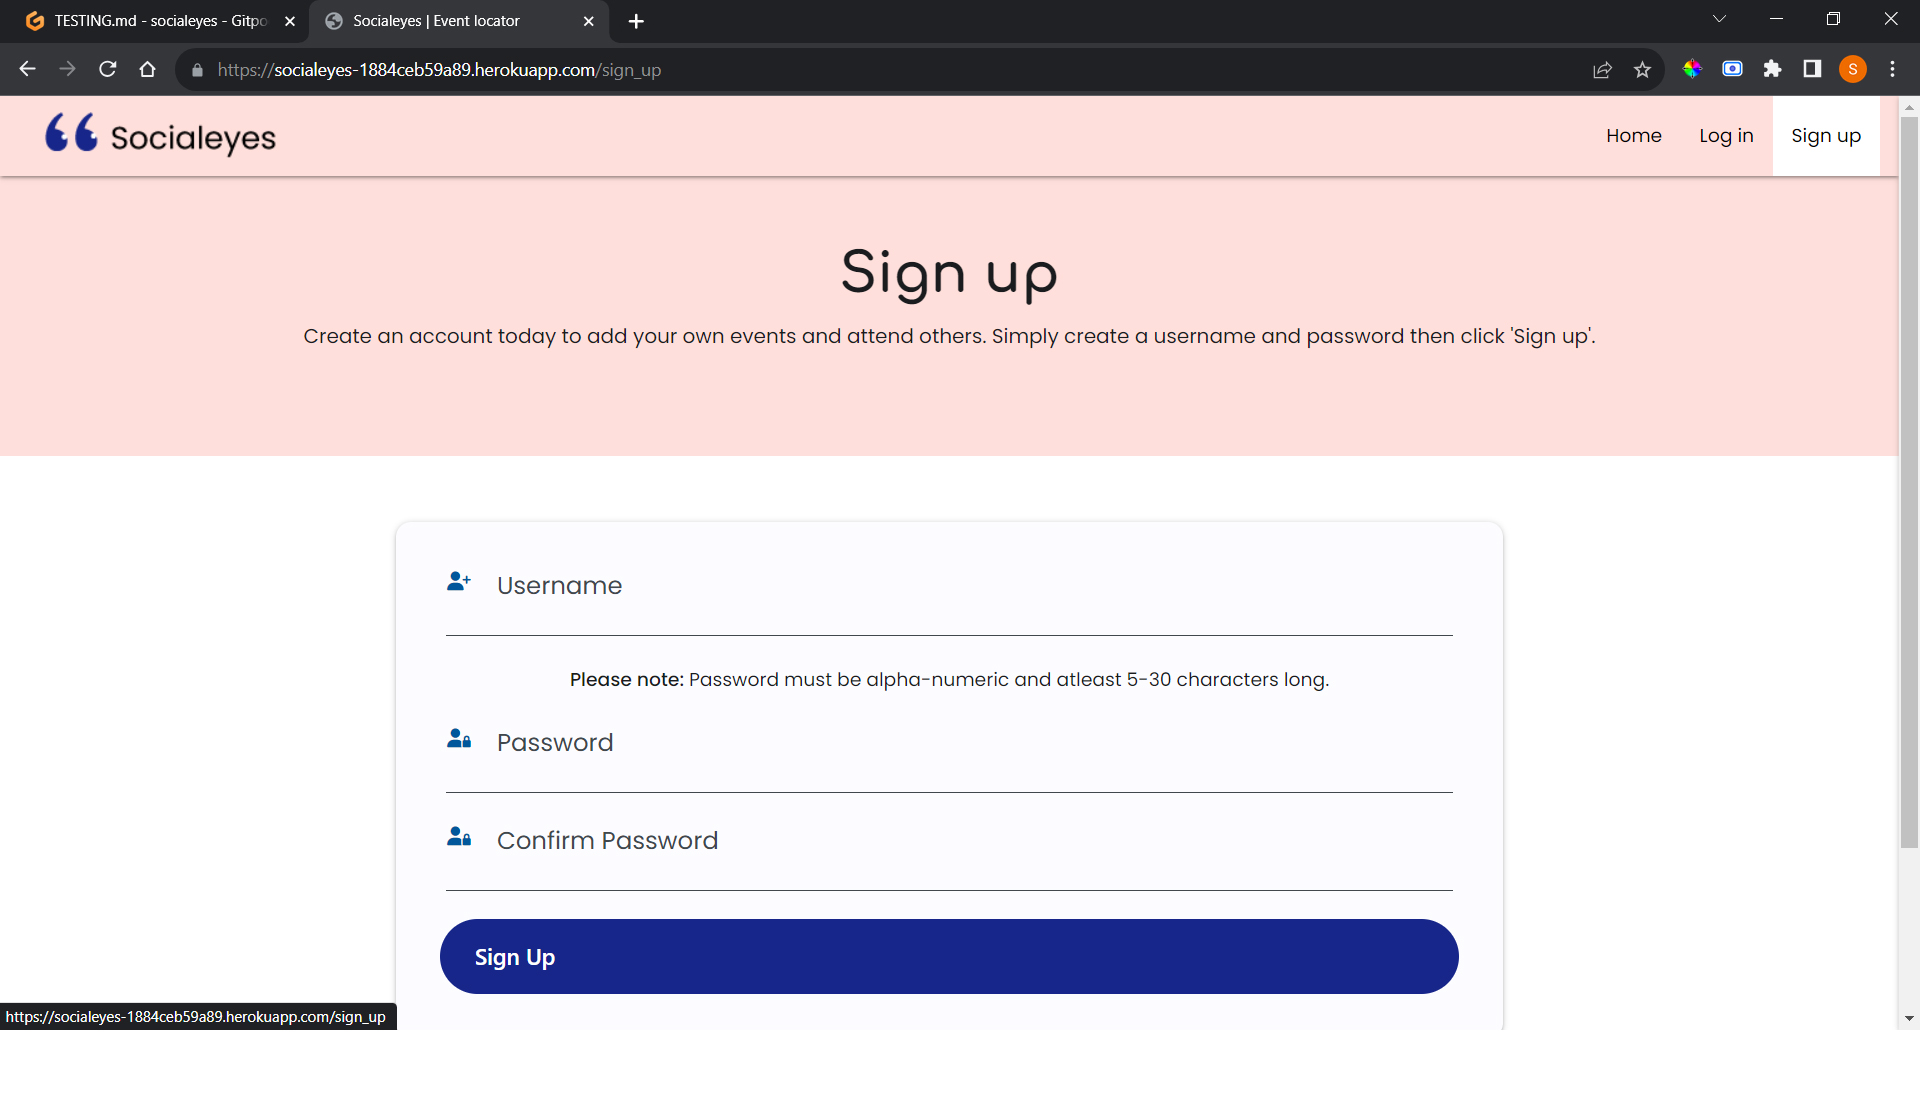 TESTING.md - socialeyes - Gitpo
Socialeyes | Event locator
https://socialeyes-1884ceb59a89.herokuapp.com/sign_up
S
Socialeyes
Home
Log in
Sign up
Sign up
Create an account today to add your own events and attend others. Simply create a username and password then click 'Sign up'.
Username
Please note: Password must be alpha-numeric and atleast 5-30 characters long.
Password
Confirm Password
Sign Up
https://socialeyes-1884ceb59a89.herokuapp.com/sign_up